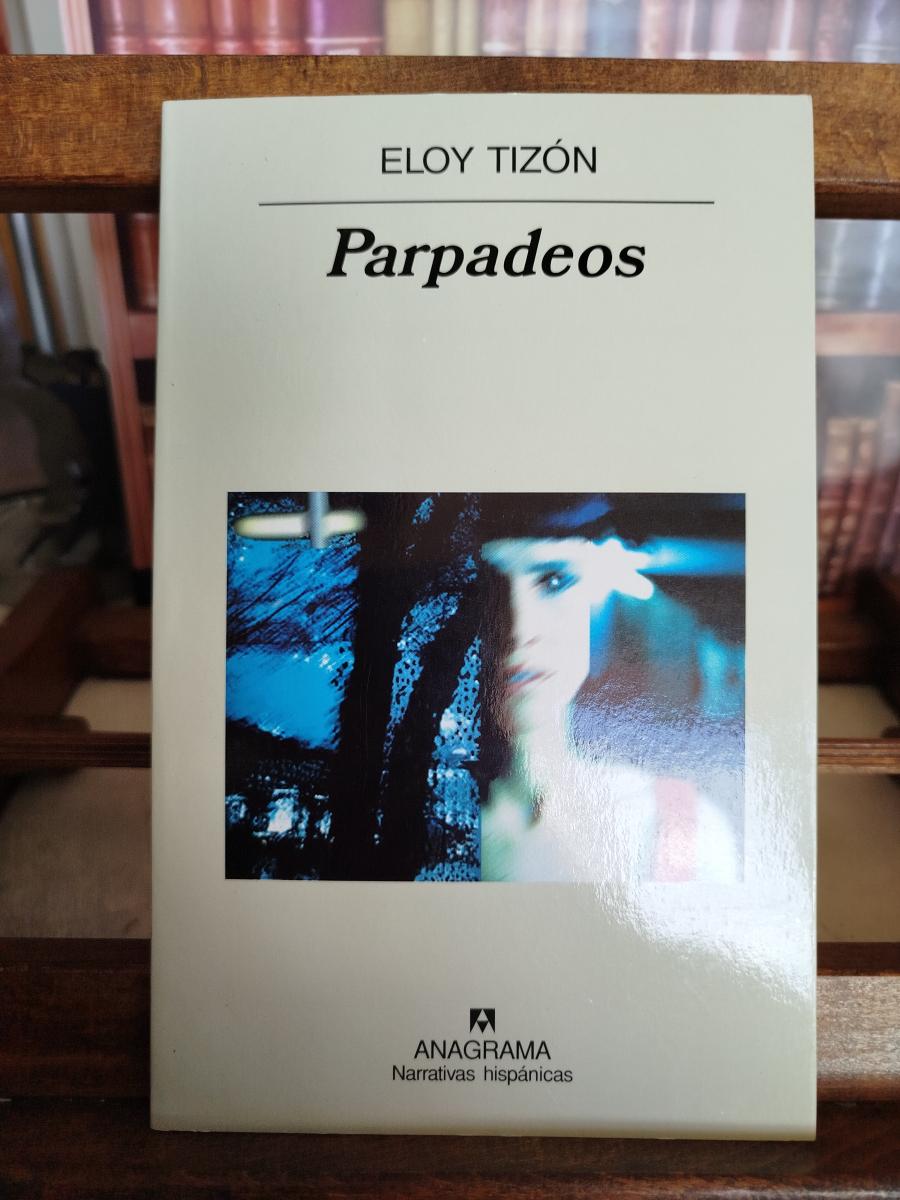 ELOY TIZÓN
Parpadeos
ANAGRAMA
Narrativas hispánicas